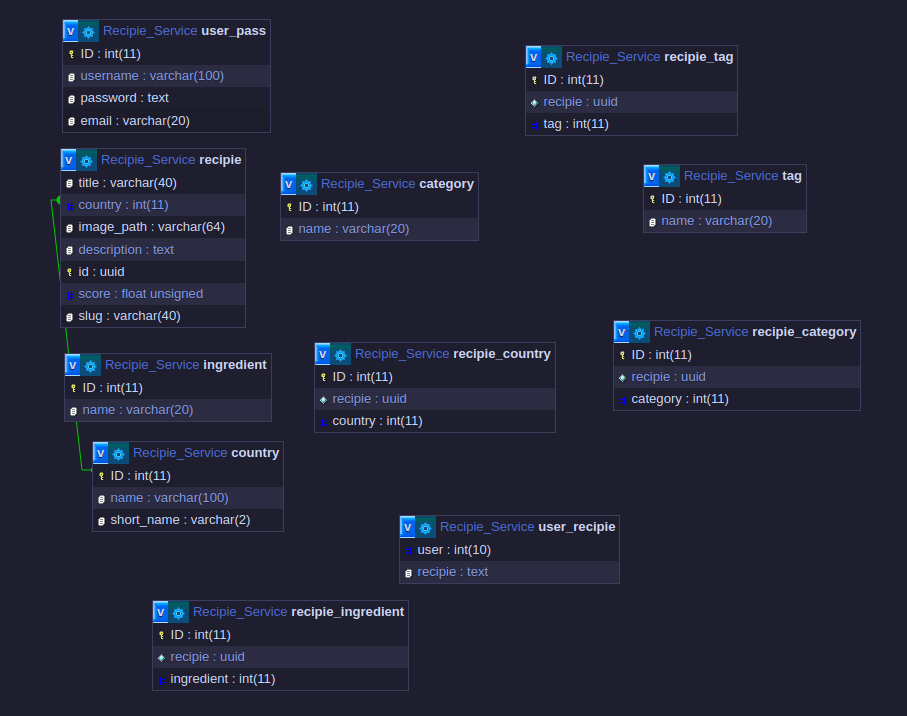 V Recipie_Service user_pass
ID : int(11)
username : varchar(100)
password : text
email : varchar(20)
V Recipie_Service recipie
title : varchar(40)
country : int(11)
image_path : varchar(64)
description : text
id : uuid
score : float unsigned
slug : varchar(40)
V Recipie_Service ingredient
ID : int(11)
name : varchar(20)
V Recipie_Service country
ID : int(11)
name : varchar(100)
short_name : varchar(2)
V Recipie_Service category
ID : int(11)
name : varchar(20)
V Recipie_Service recipie_country
ID : int(11)
recipie : uuid
country : int(11)
V Recipie_Service recipie_tag
ID : int(11)
recipie : uuid
tag : int(11)
V Recipie_Service tag
ID : int(11)
name : varchar(20)
V Recipie_Service recipie_category
ID : int(11)
recipie : uuid
category : int(11)
V Recipie_Service user_recipie
user : int(10)
recipie : text
V Recipie_Service recipie_ingredient
ID : int(11)
recipie : uuid
ingredient : int(11)